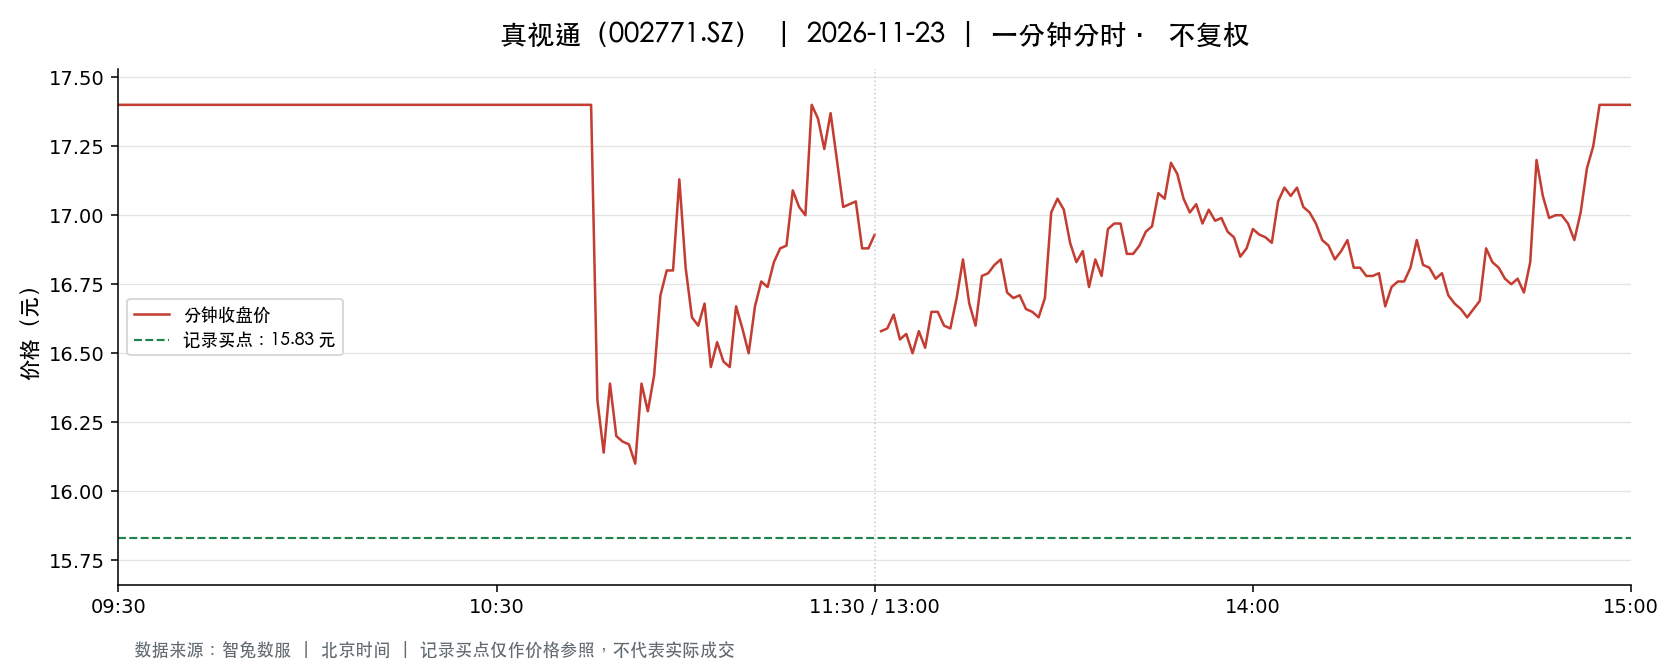 真视通（002771.SZ） | 2026-11-23 | 一分钟分时 · 不复权
17.50
17.25
17.00
16.75
16.50
16.25
16.00
15.75
价格（元）
分钟收盘价
记录买点：15.83 元
09:30
10:30
11:30 / 13:00
14:00
15:00
数据来源：智兔数服 | 北京时间 | 记录买点仅作价格参照，不代表实际成交